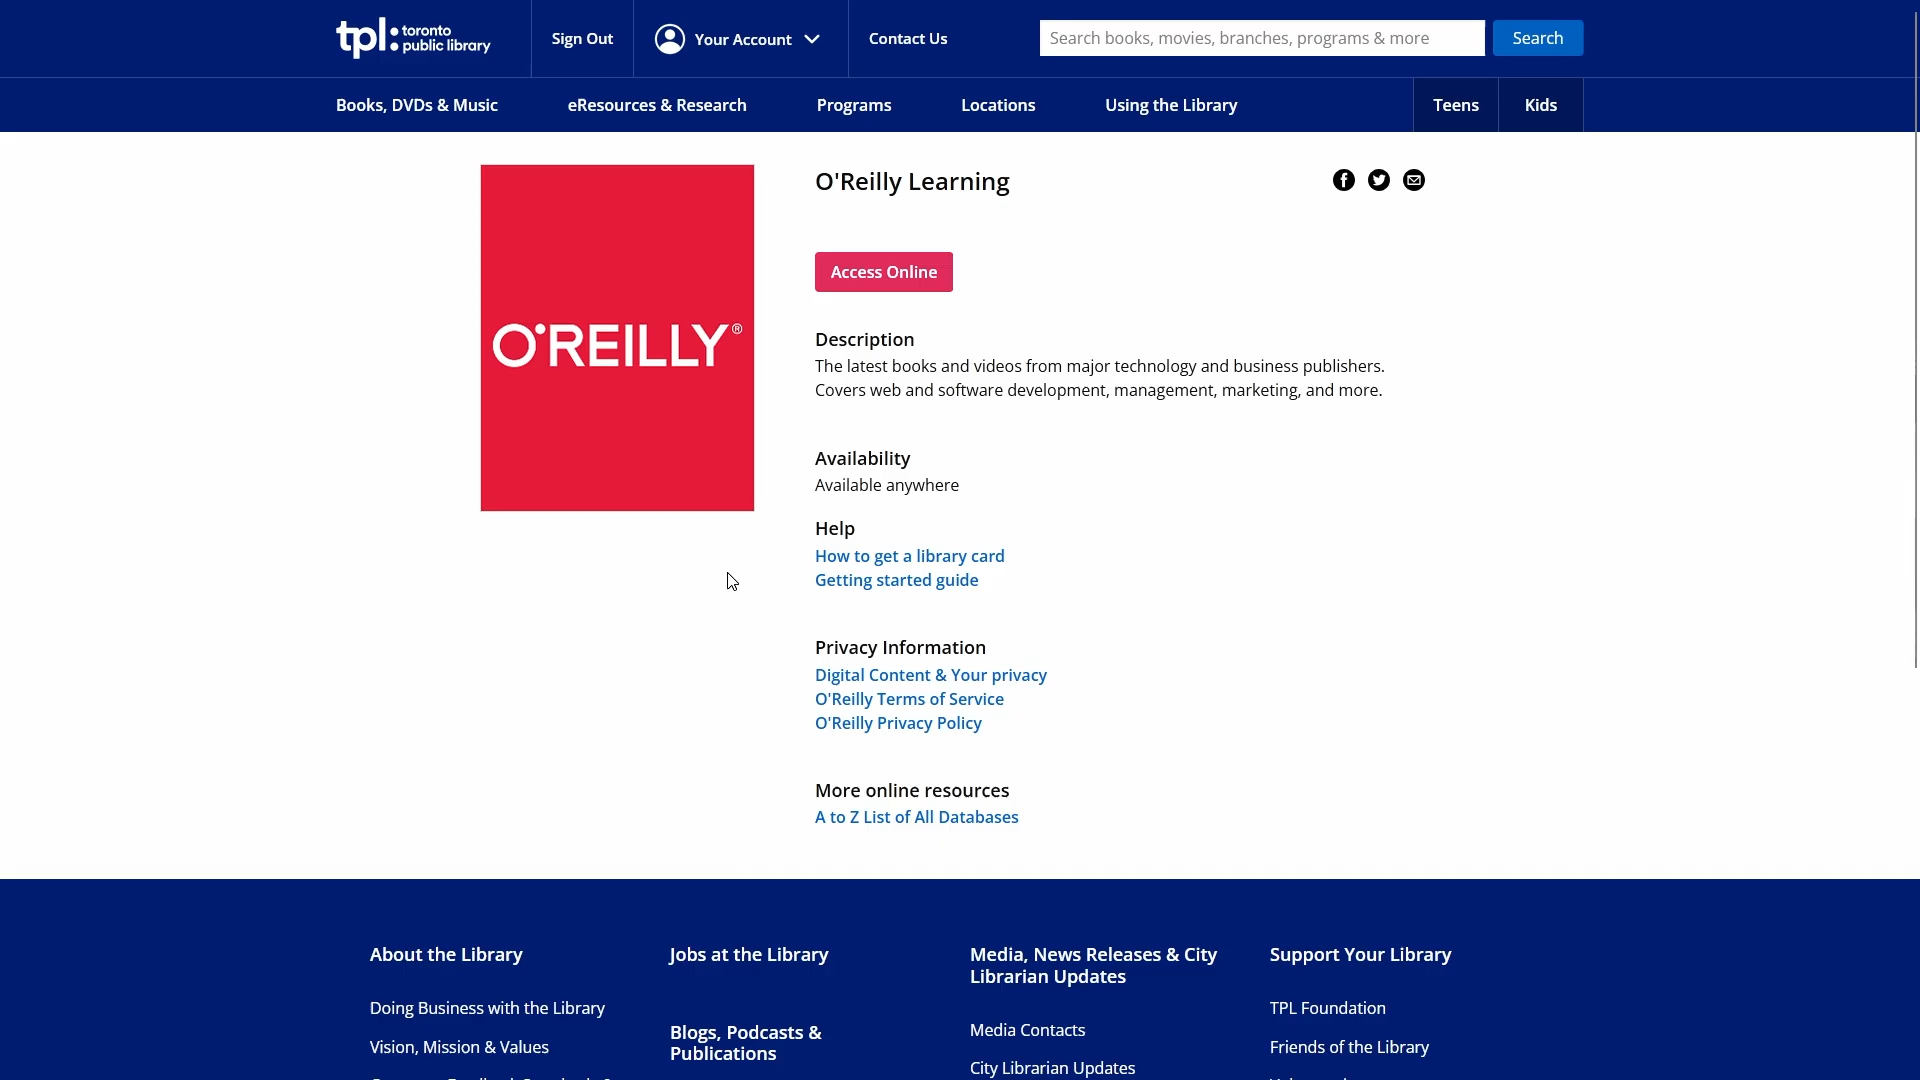 tpl: toronto public library
Sign Out
Your Account
Contact Us
Search books, movies, branches, programs & more
Search
Books, DVDs & Music
eResources & Research
Programs
Locations
Using the Library
Teens
Kids
O'REILLY®
O'Reilly Learning
Access Online
Description
The latest books and videos from major technology and business publishers.
Covers web and software development, management, marketing, and more.
Availability
Available anywhere
Help
How to get a library card
Getting started guide
Privacy Information
Digital Content & Your privacy
O'Reilly Terms of Service
O'Reilly Privacy Policy
More online resources
A to Z List of All Databases
About the Library
Doing Business with the Library
Vision, Mission & Values
Jobs at the Library
Blogs, Podcasts &
Publications
Media, News Releases & City
Librarian Updates
Media Contacts
City Librarian Updates
Support Your Library
TPL Foundation
Friends of the Library